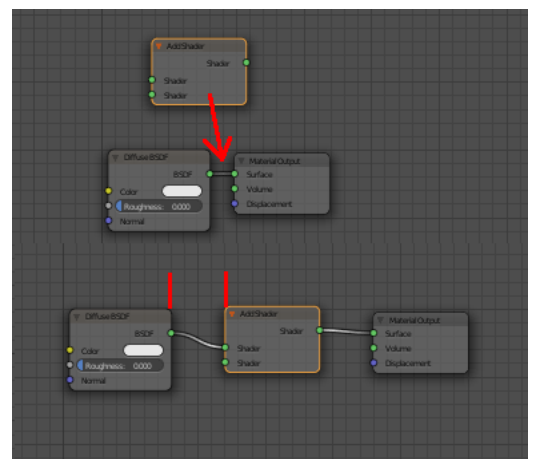 Add Shader
Shader
Shader
Shader
Diffuse BSDF
BSDF
Color
Roughness: 0.000
Normal
Material Output
Surface
Volume
Displacement
Diffuse BSDF
BSDF
Color
Roughness: 0.000
Normal
Add Shader
Shader
Shader
Shader
Material Output
Surface
Volume
Displacement